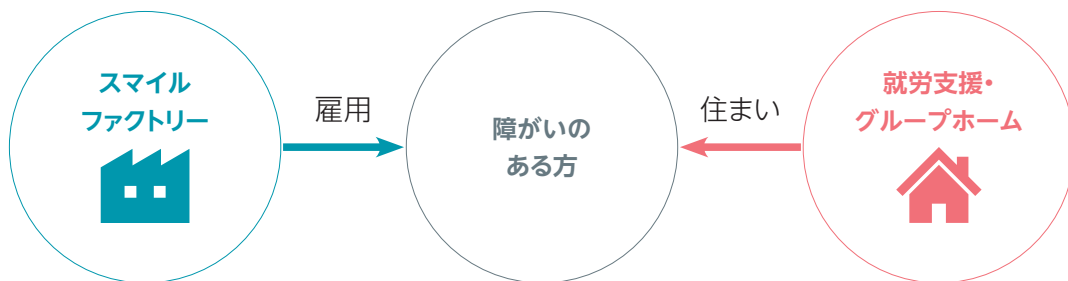 スマイル
ファクトリー
雇用
障がいの
ある方
住まい
就労支援・
グループホーム